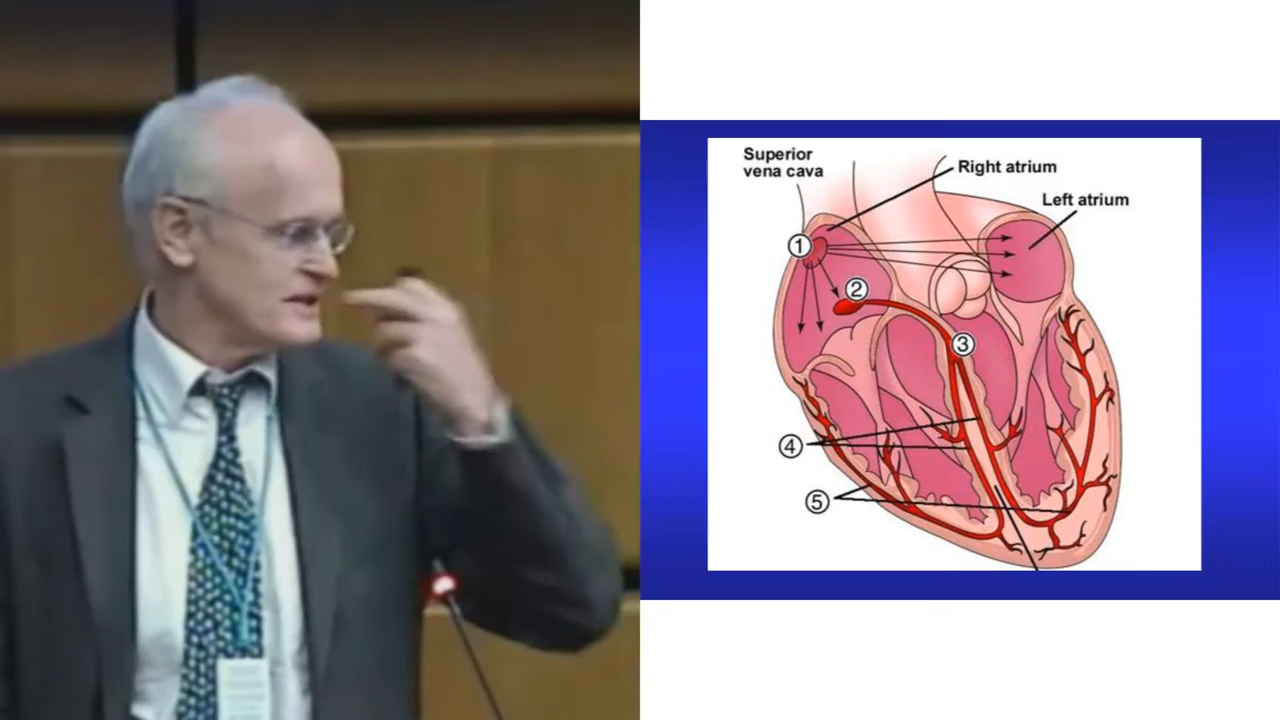 Superior
vena cava
Right atrium
Left atrium
①
②
③
④
⑤